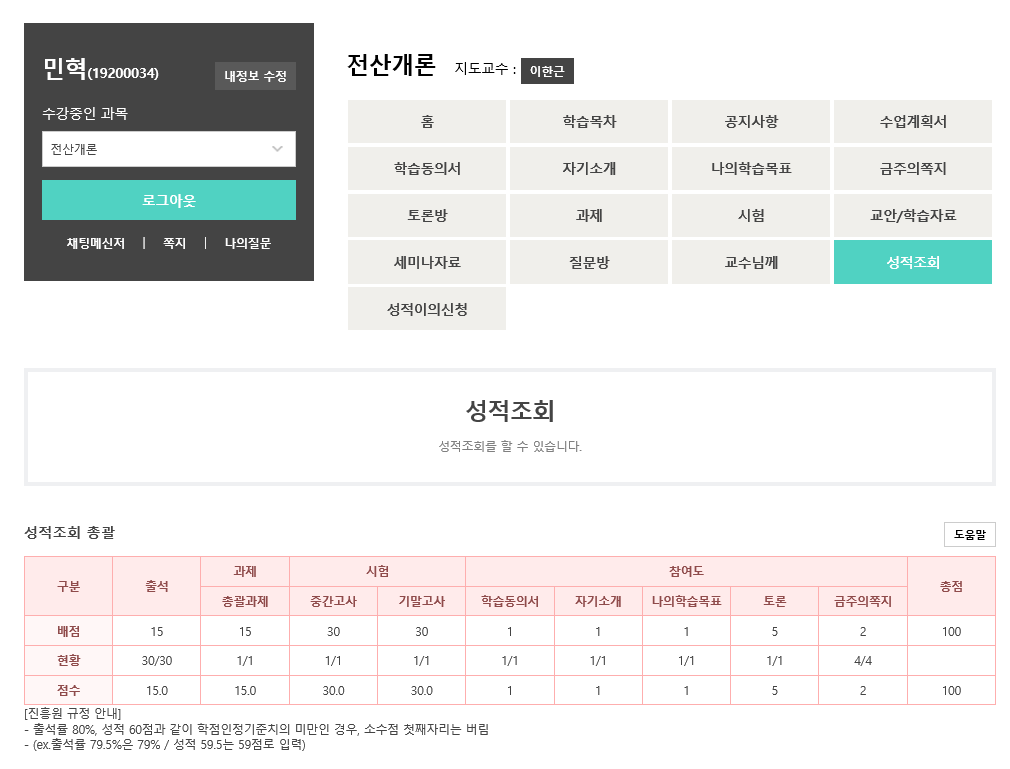 민혁(19200034)
내정보 수정
수강중인 과목
전산개론
로그아웃
채팅메신저 | 쪽지 | 나의질문
전산개론 지도교수 : 이한근
홈 학습목차 공지사항 수업계획서
학습동의서 자기소개 나의학습목표 금주의쪽지
토론방 과제 시험 교안/학습자료
세미나자료 질문방 교수님께 성적조회
성적이의신청
성적조회
성적조회를 할 수 있습니다.
성적조회 총괄
도움말
구분 출석 과제 시험 참여도 총점
총괄과제 중간고사 기말고사 학습동의서 자기소개 나의학습목표 토론 금주의쪽지
배점 15 15 30 30 1 1 1 5 2 100
현황 30/30 1/1 1/1 1/1 1/1 1/1 1/1 1/1 4/4
점수 15.0 15.0 30.0 30.0 1 1 1 5 2 100
[진흥원 규정 안내]
- 출석률 80%, 성적 60점과 같이 학점인정기준치의 미만인 경우, 소수점 첫째자리는 버림
- (ex.출석률 79.5%은 79% / 성적 59.5는 59점로 입력)